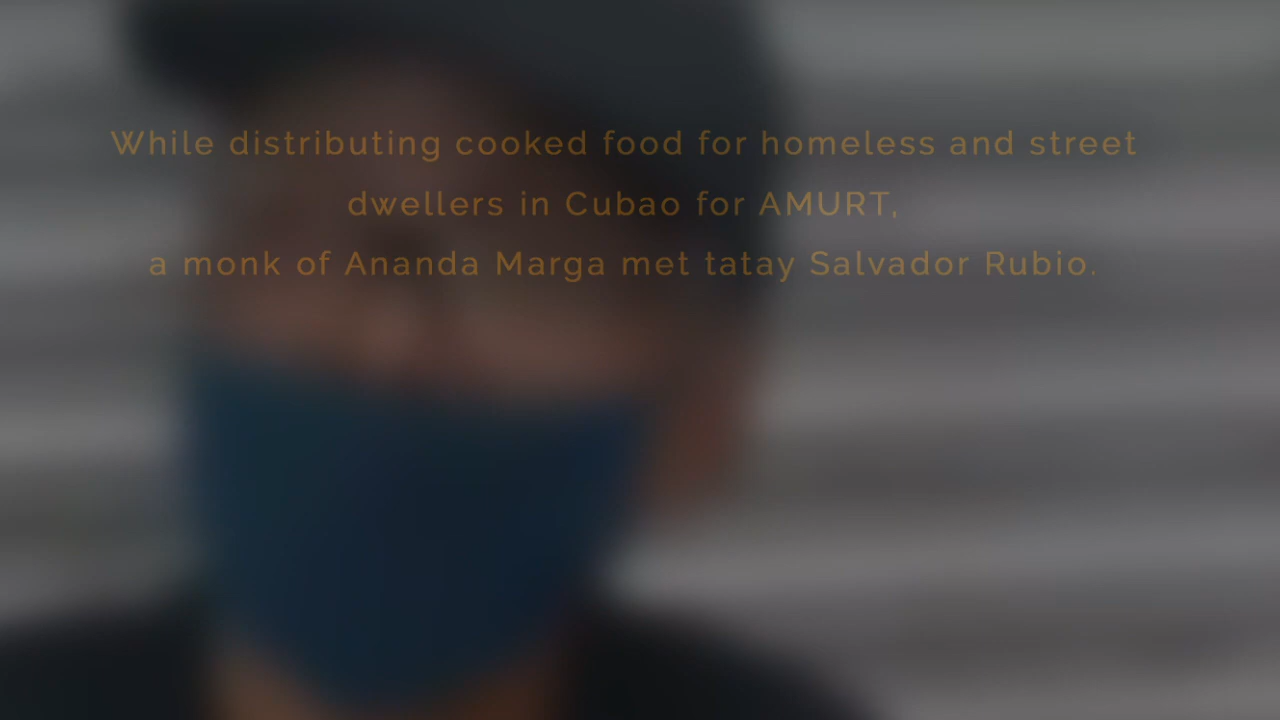 While distributing cooked food for homeless and street
dwellers in Cubao for AMURT,
a monk of Ananda Marga met tatay Salvador Rubio.